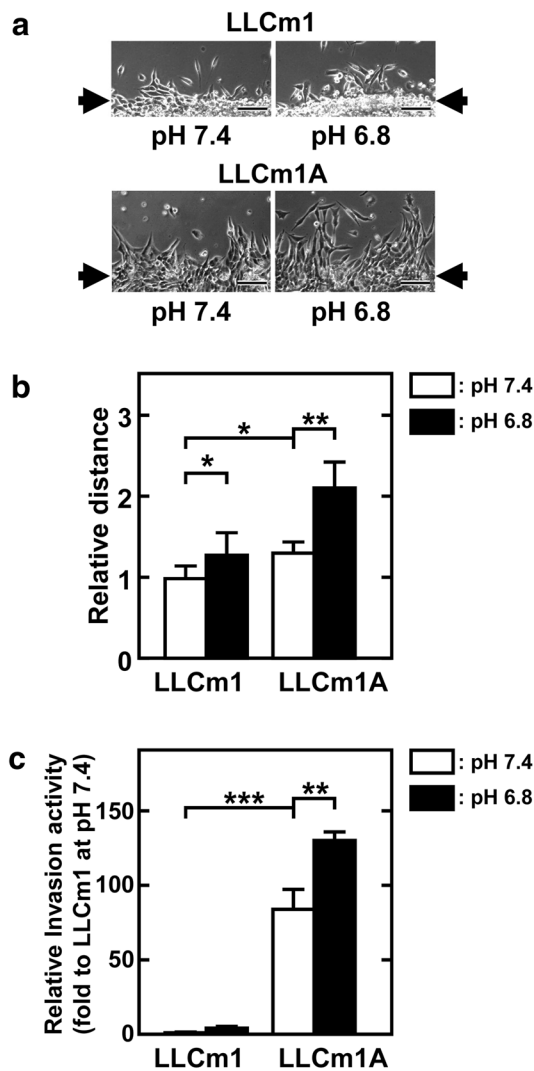 a
LLCm1
pH 7.4 pH 6.8
LLCm1A
pH 7.4 pH 6.8
b
: pH 7.4
: pH 6.8
Relative distance
3
2
1
0
*
*
**
LLCm1 LLCm1A
c
: pH 7.4
: pH 6.8
Relative Invasion activity
(fold to LLCm1 at pH 7.4)
150
100
50
0
***
**
LLCm1 LLCm1A